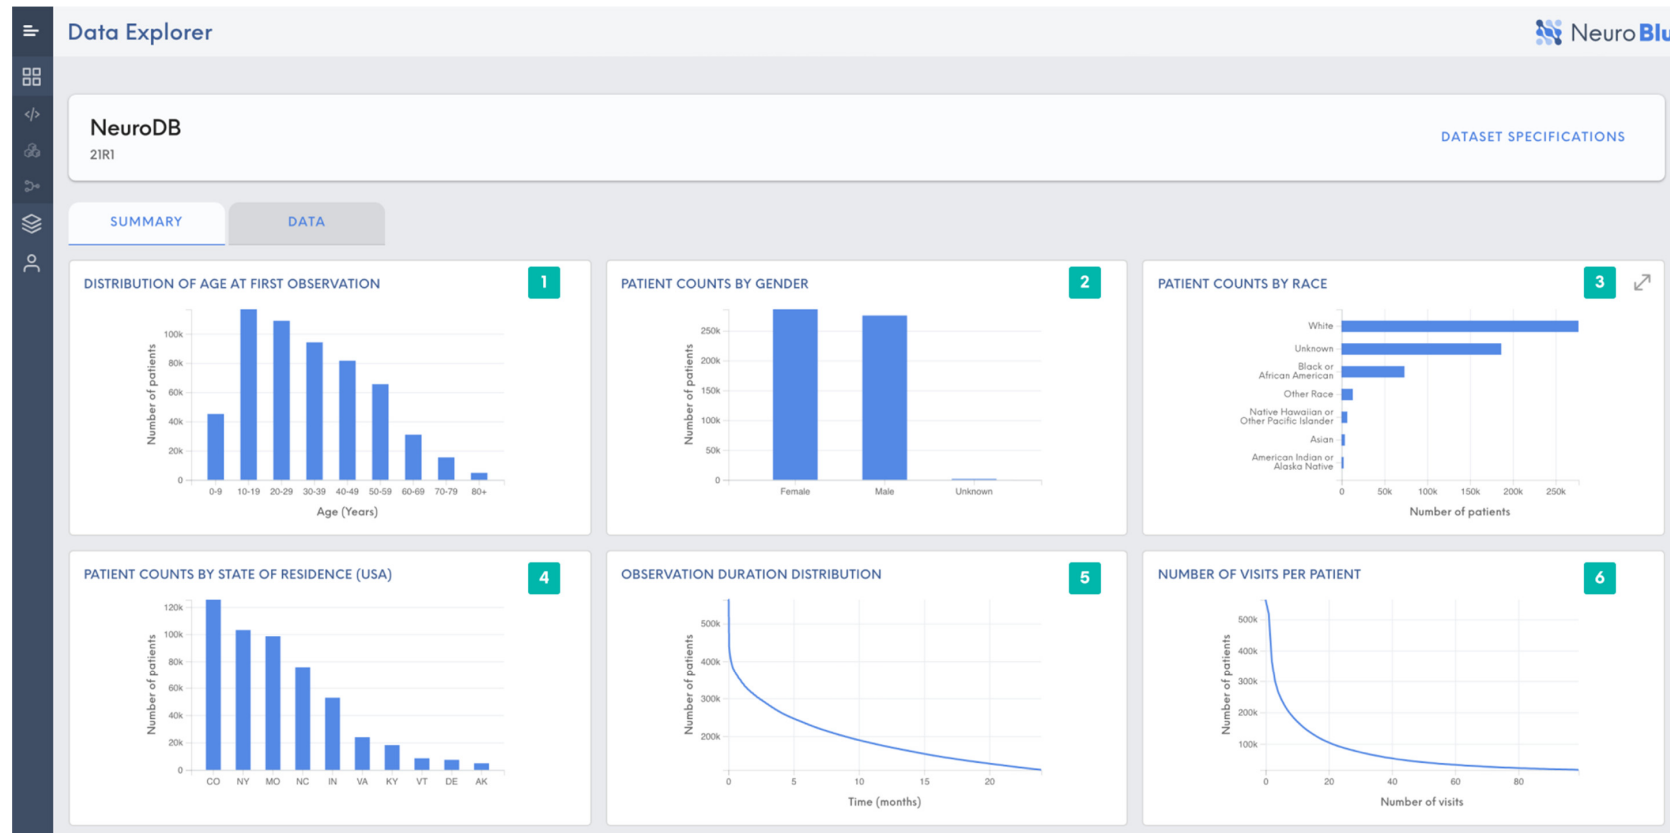 Data Explorer
Neuro Blu
NeuroDB
21R1
DATASET SPECIFICATIONS
SUMMARY
DATA
DISTRIBUTION OF AGE AT FIRST OBSERVATION
1
Number of patients
100k
80k
60k
40k
20k
0
0-9 10-19 20-29 30-39 40-49 50-59 60-69 70-79 80+
Age (Years)
PATIENT COUNTS BY GENDER
2
Number of patients
250k
200k
150k
100k
50k
0
Female Male Unknown
PATIENT COUNTS BY RACE
3
White
Unknown
Black or
African American
Other Race
Native Hawaiian or
Other Pacific Islander
Asian
American Indian or
Alaska Native
0 50k 100k 150k 200k 250k
Number of patients
PATIENT COUNTS BY STATE OF RESIDENCE (USA)
4
Number of patients
120k
100k
80k
60k
40k
20k
0
CO NY MO NC IN VA KY VT DE AK
OBSERVATION DURATION DISTRIBUTION
5
Number of patients
500k
400k
300k
200k
0 5 10 15 20
Time (months)
NUMBER OF VISITS PER PATIENT
6
Number of patients
500k
400k
300k
200k
100k
0 20 40 60 80
Number of visits